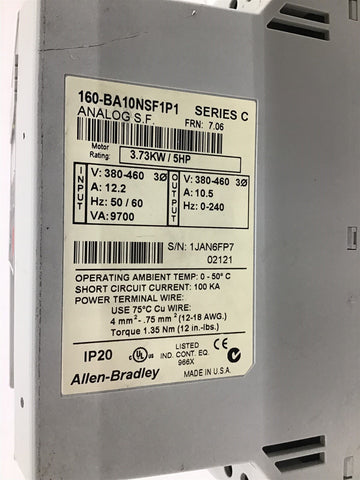 160-BA10NSF1P1 SERIES C
ANALOG S.F. FRN: 7.06
Motor Rating: 3.73KW / 5HP
INPUT
V: 380-460 3Ø
A: 12.2
Hz: 50 / 60
VA: 9700
OUTPUT
V: 380-460 3Ø
A: 10.5
Hz: 0-240
S/N: 1JAN6FP7
02121
OPERATING AMBIENT TEMP: 0 - 50° C
SHORT CIRCUIT CURRENT: 100 KA
POWER TERMINAL WIRE:
USE 75°C Cu WIRE:
4 mm² - .75 mm² (12-18 AWG.)
Torque 1.35 Nm (12 in.-lbs.)
IP20 C UL US LISTED CE
IND. CONT. EQ.
966X
Allen-Bradley MADE IN U.S.A.